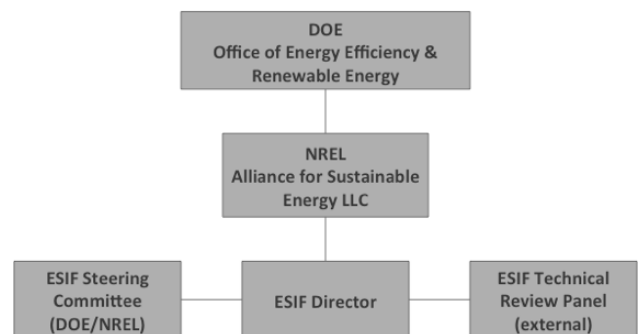 DOE
Office of Energy Efficiency &
Renewable Energy
NREL
Alliance for Sustainable
Energy LLC
ESIF Steering
Committee
(DOE/NREL)
ESIF Director
ESIF Technical
Review Panel
(external)